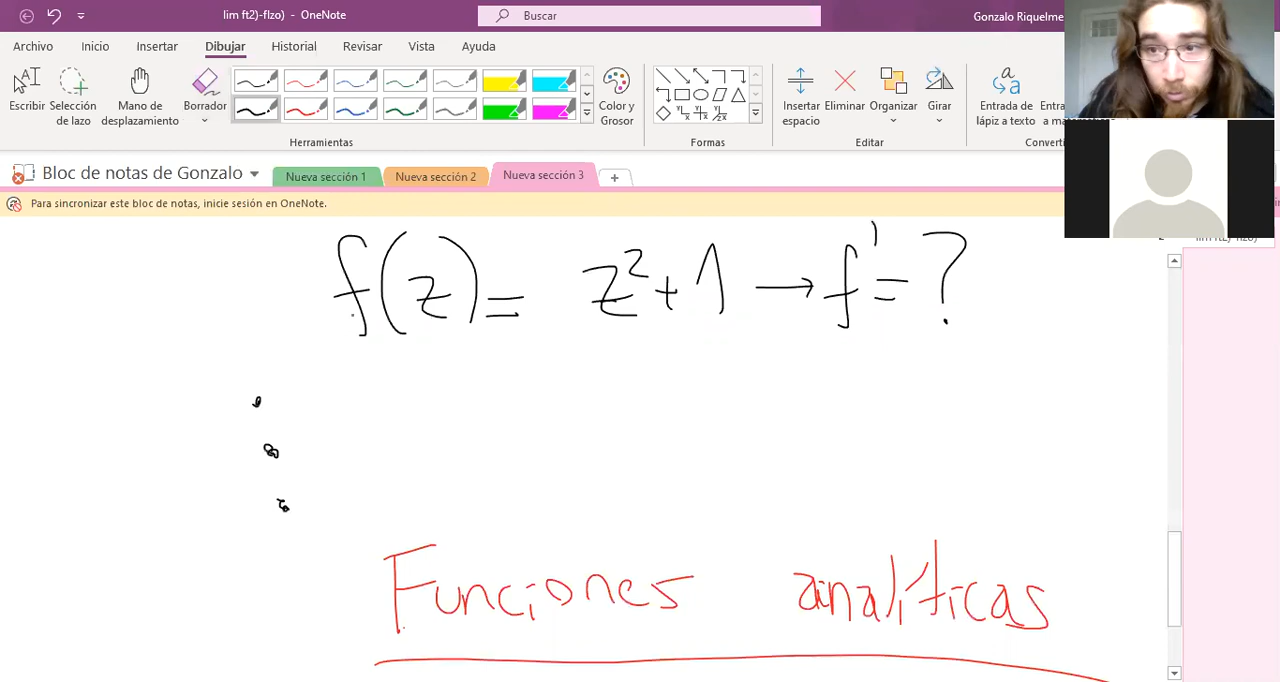 lim ft2)-flzo) - OneNote
Buscar
Gonzalo Riquelme
Archivo Inicio Insertar Dibujar Historial Revisar Vista Ayuda
Escribir Selección de lazo Mano de desplazamiento Borrador Color y Grosor Insertar espacio Eliminar Organizar Girar Entrada de lápiz a texto
Herramientas Formas Editar
Bloc de notas de Gonzalo Nueva sección 1 Nueva sección 2 Nueva sección 3
Para sincronizar este bloc de notas, inicie sesión en OneNote.
f(z) = z²+1 → f' = ?
Funciones analíticas